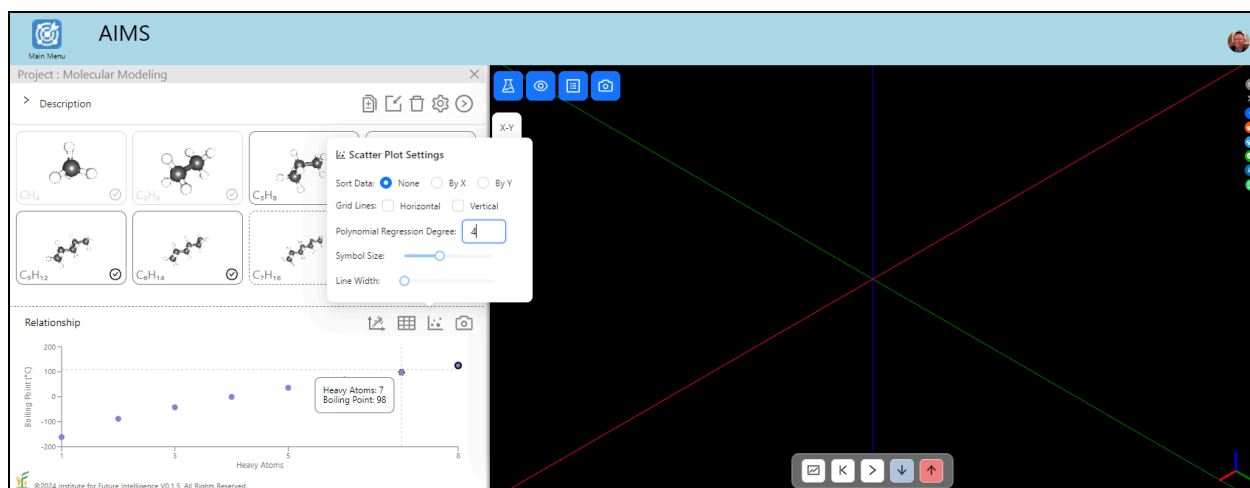 AIMS
Main Menu
Project : Molecular Modeling
Description
X-Y
CH₄
C₂H₆
C₃H₈
Scatter Plot Settings
Sort Data: None By X By Y
Grid Lines: Horizontal Vertical
Polynomial Regression Degree: 4
Symbol Size:
Line Width:
C₅H₁₂
C₆H₁₄
C₇H₁₆
Relationship
200
100
0
-100
-200
Boiling Point (°C)
Heavy Atoms: 7
Boiling Point: 98
1 3 5 8
Heavy Atoms
©2024 Institute for Future Intelligence V0.1.5. All Rights Reserved.